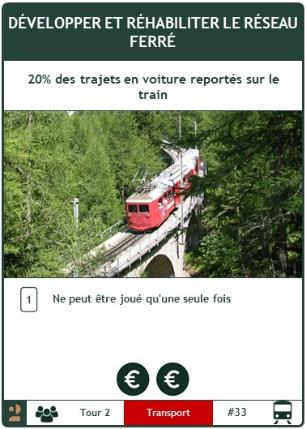 DÉVELOPPER ET RÉHABILITER LE RÉSEAU
FERRÉ
20% des trajets en voiture reportés sur le
train
1 Ne peut être joué qu'une seule fois
€ €
2 Tour 2 Transport #33